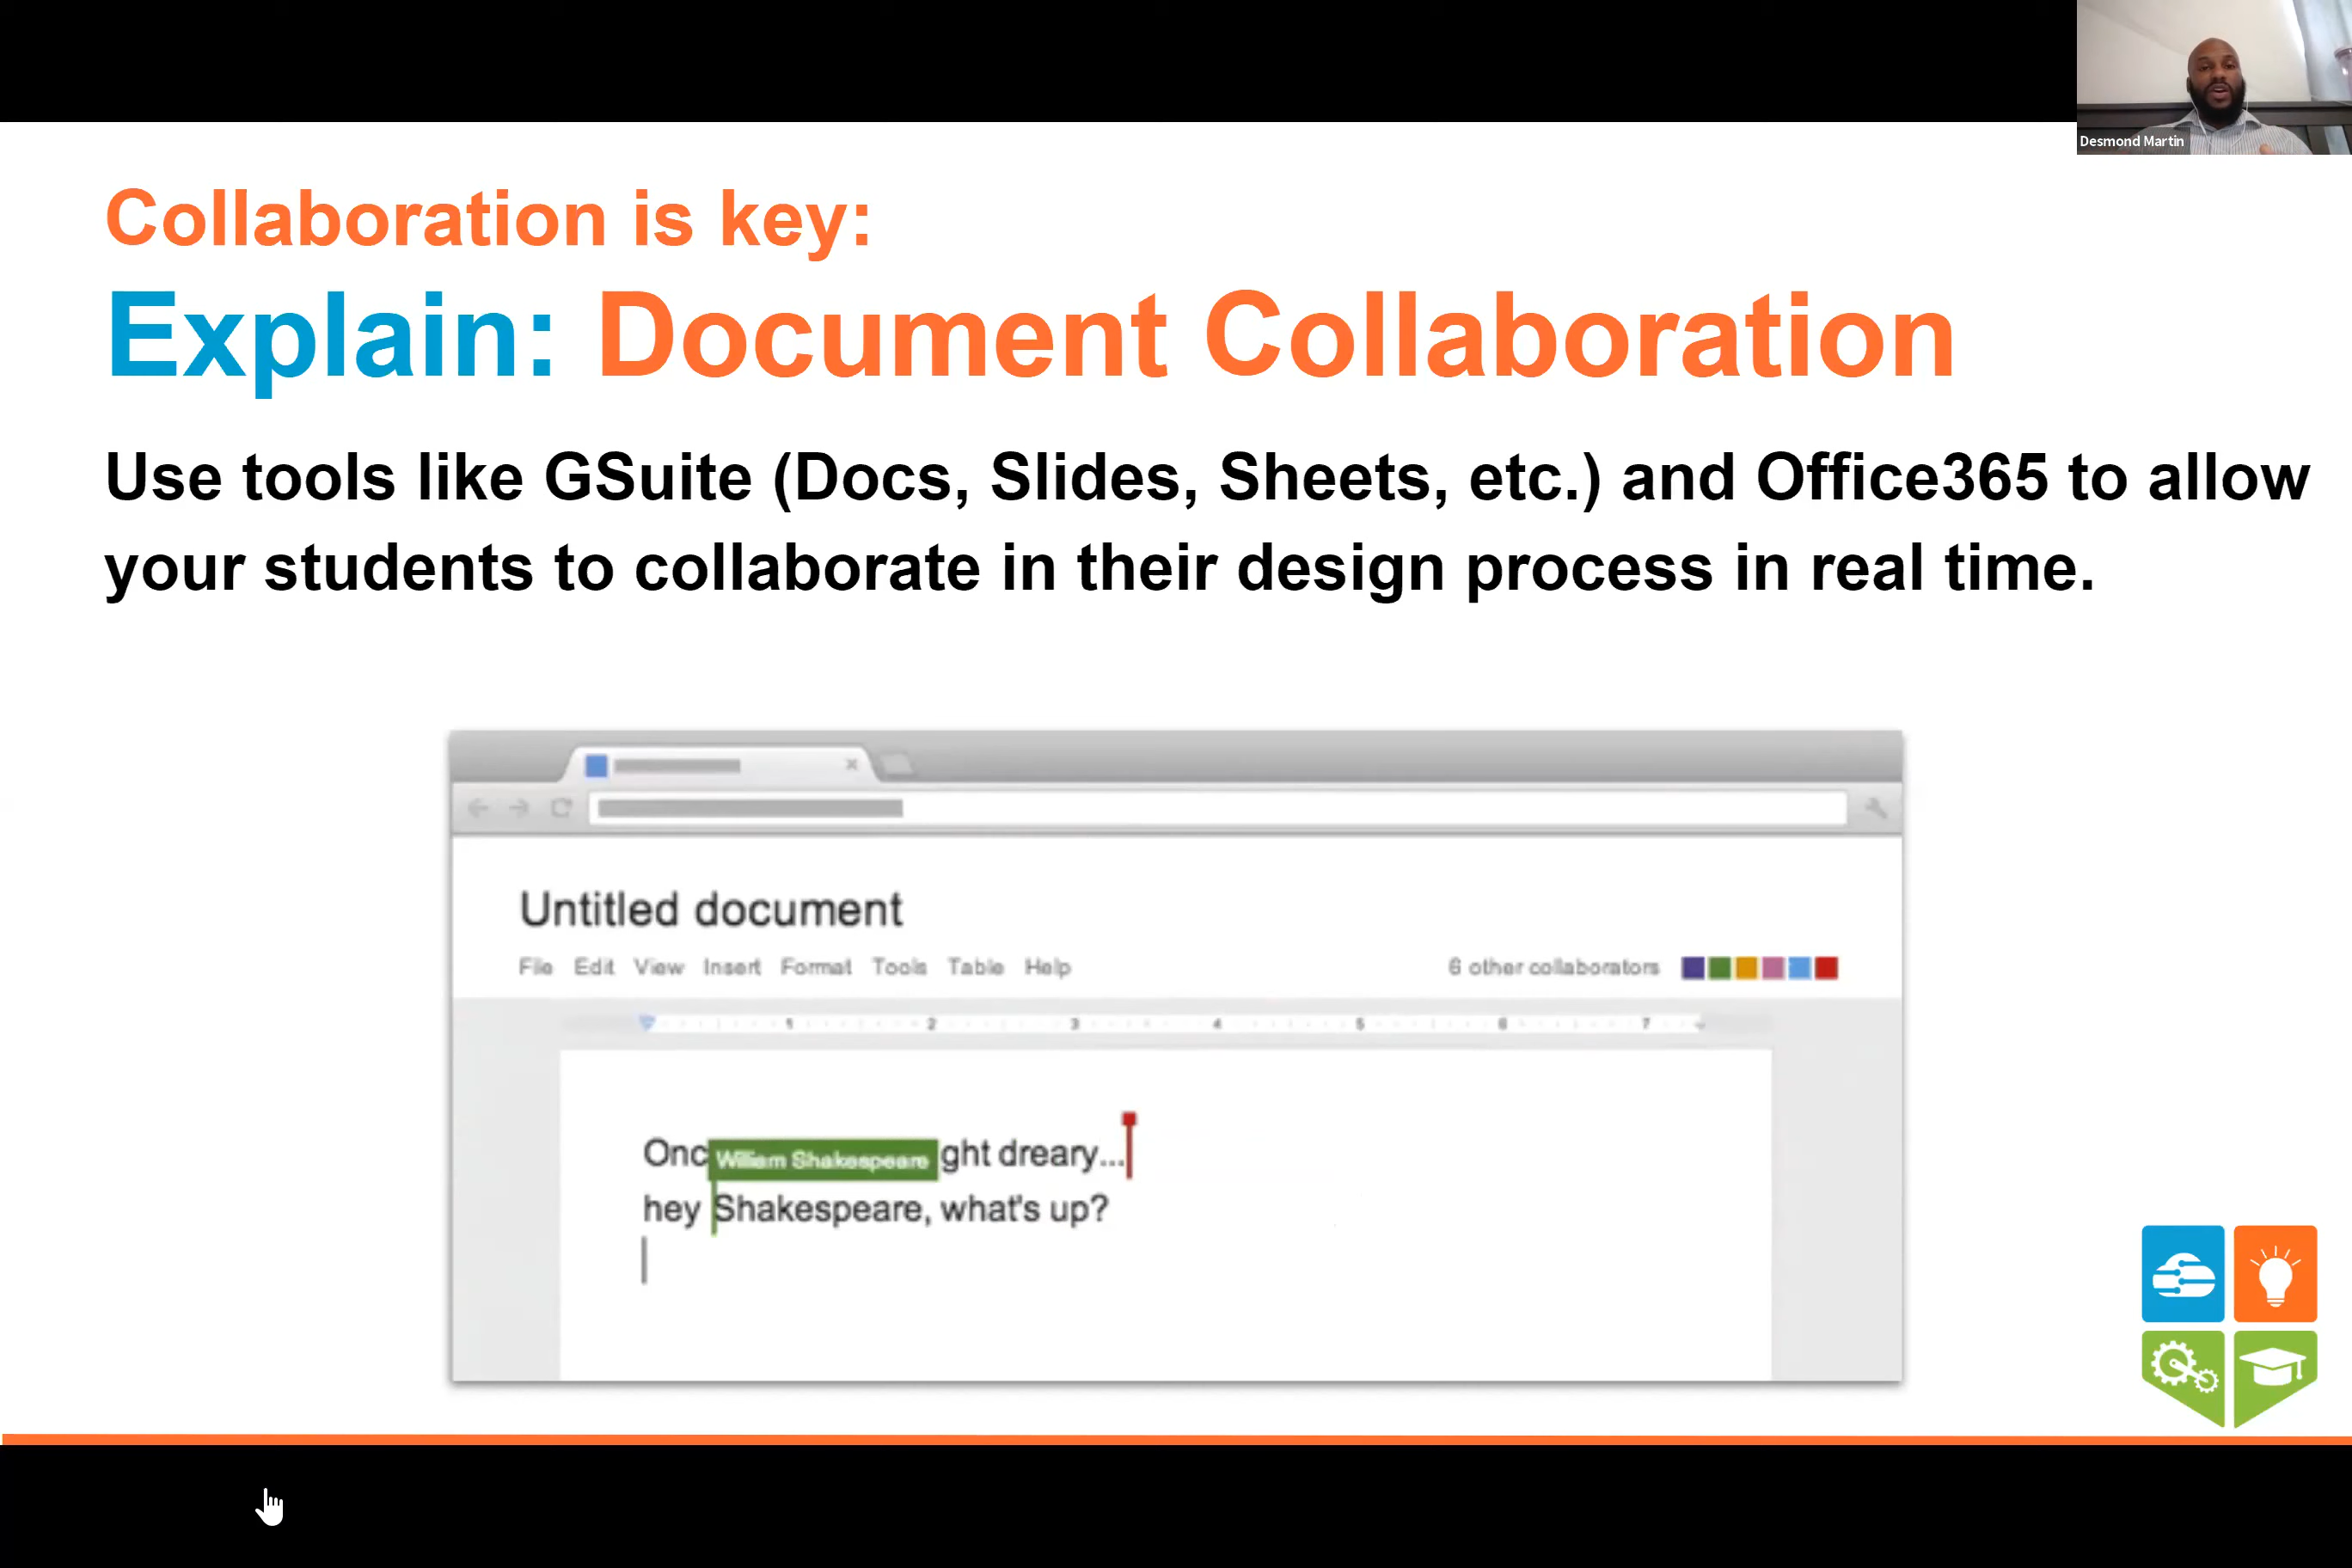 Desmond Martin
Collaboration is key:
Explain: Document Collaboration
Use tools like GSuite (Docs, Slides, Sheets, etc.) and Office365 to allow
your students to collaborate in their design process in real time.
Untitled document
File Edit View Insert Format Tools Table Help
6 other collaborators
1 2 3 4 5 6 7
Onc William Shakespeare ght dreary...
hey Shakespeare, what's up?